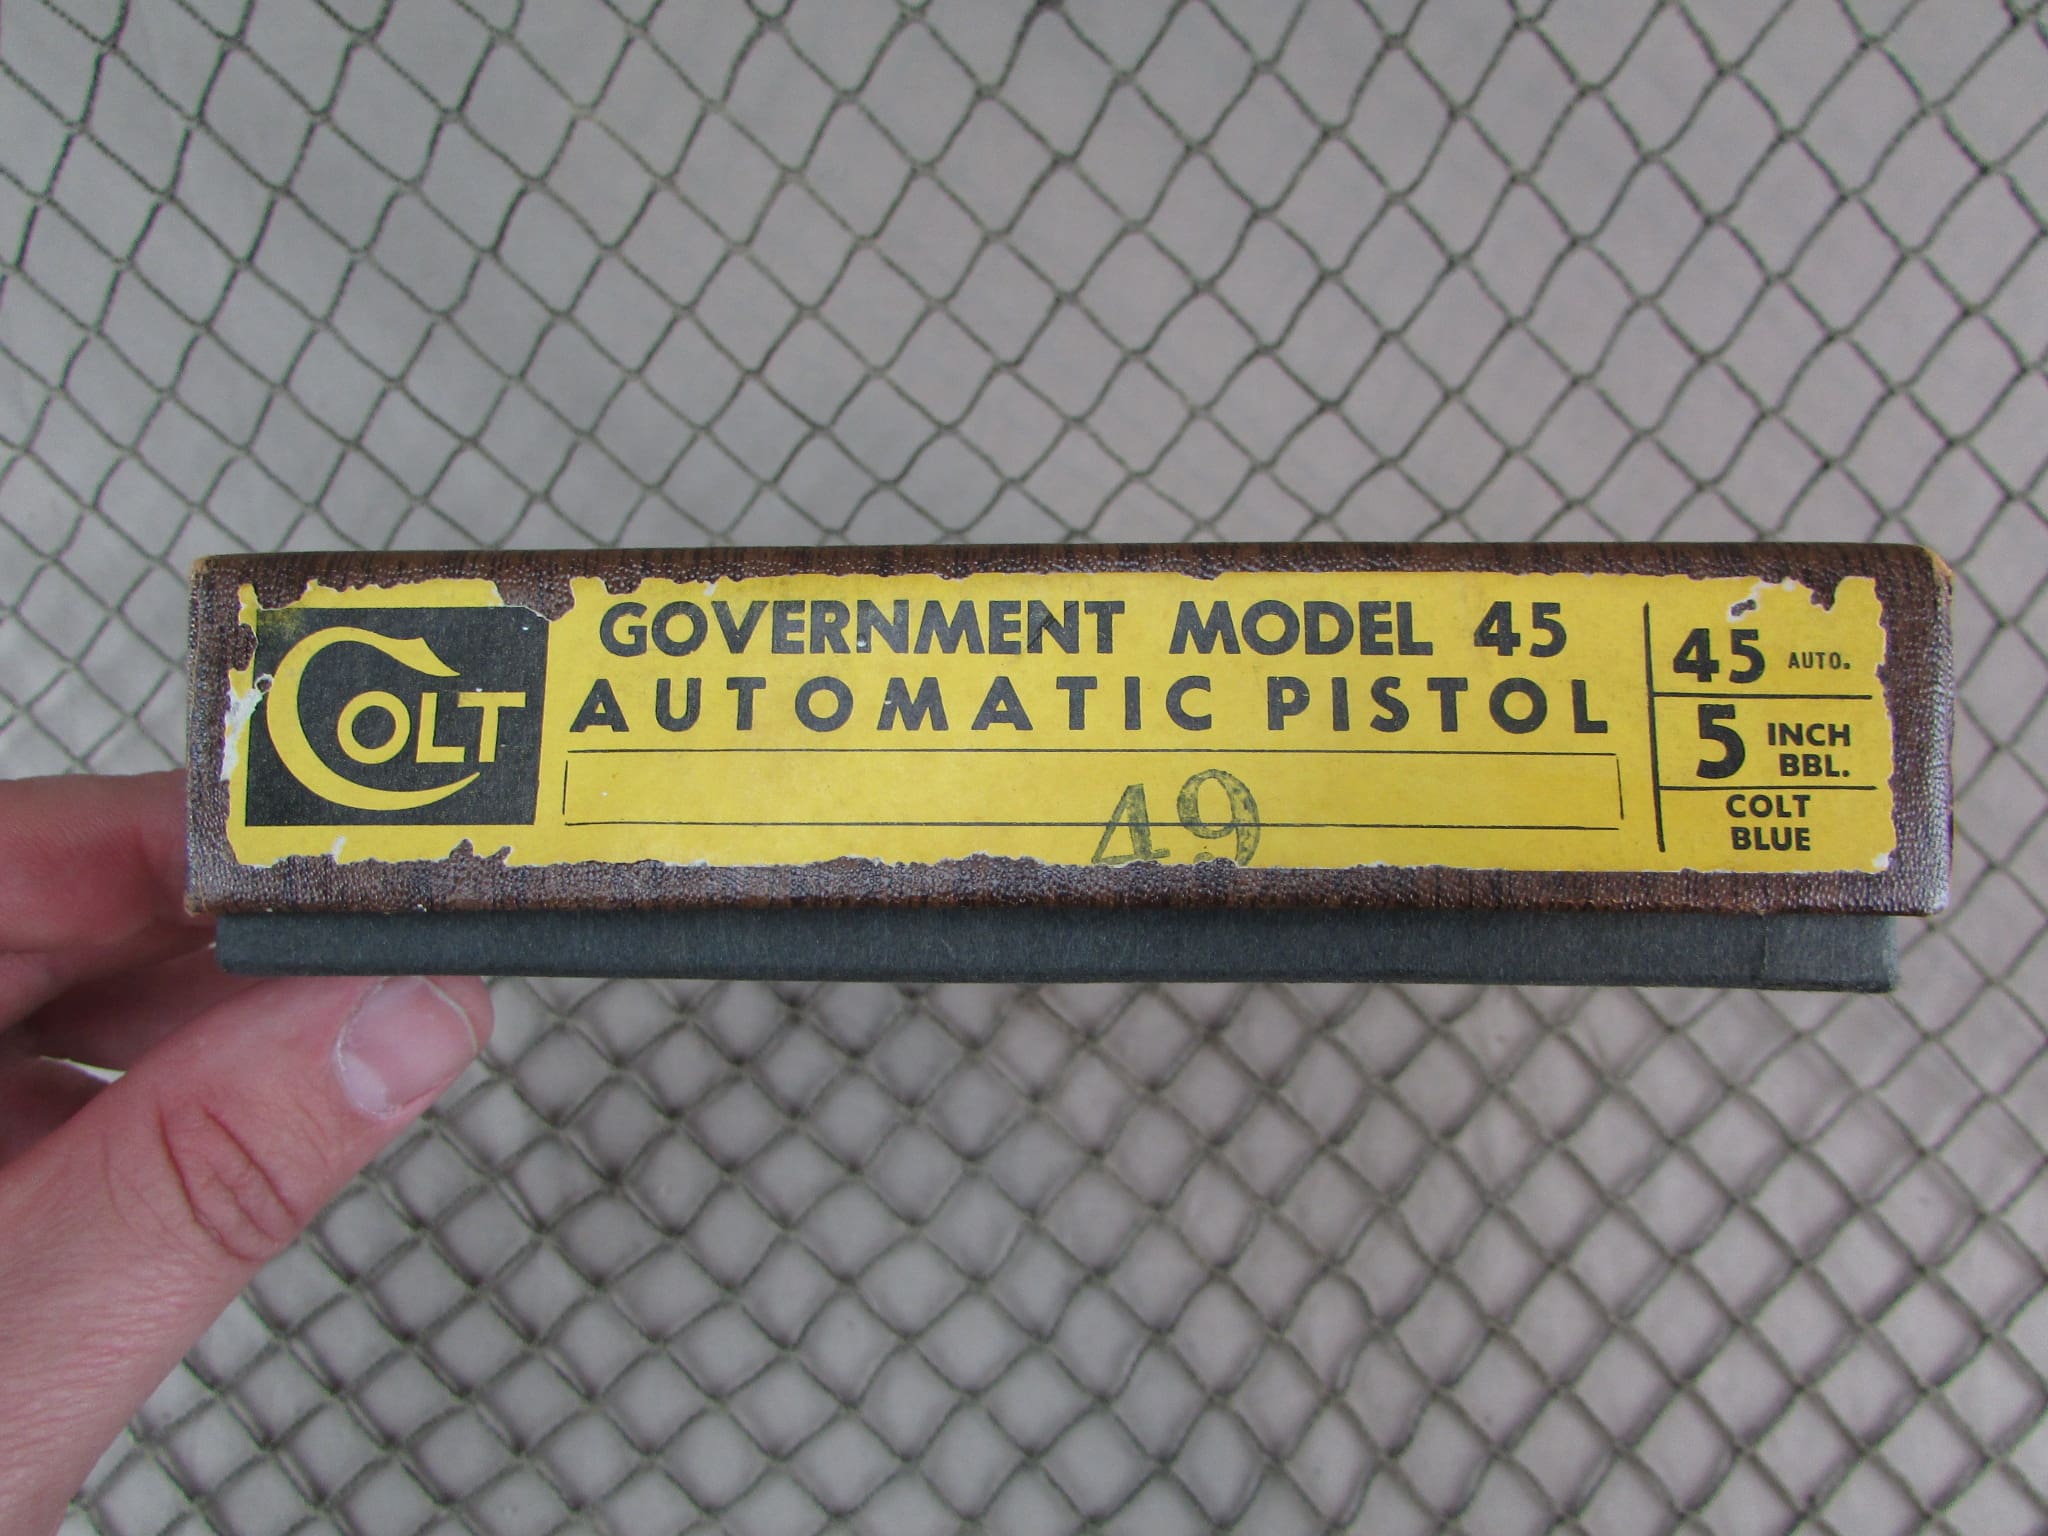 COLT
GOVERNMENT MODEL 45
AUTOMATIC PISTOL
49
45 AUTO.
5 INCH
BBL.
COLT
BLUE